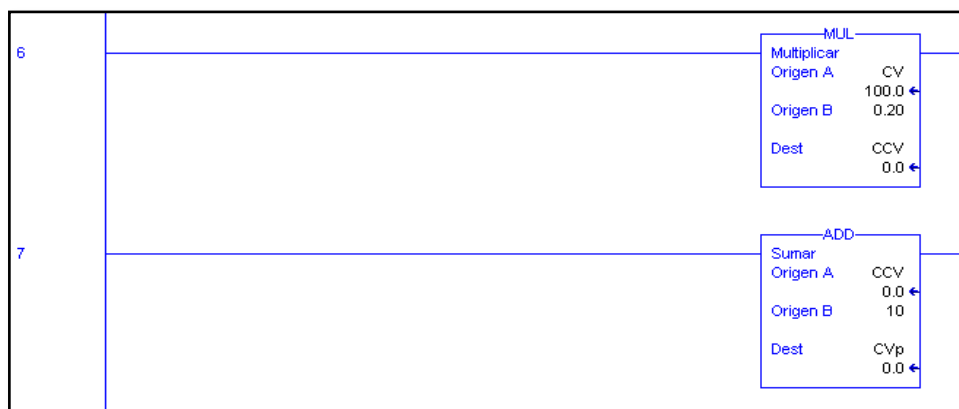 6
MUL
Multiplicar
Origen A CV
100.0
Origen B 0.20
Dest CCV
0.0
7
ADD
Sumar
Origen A CCV
0.0
Origen B 10
Dest CVp
0.0